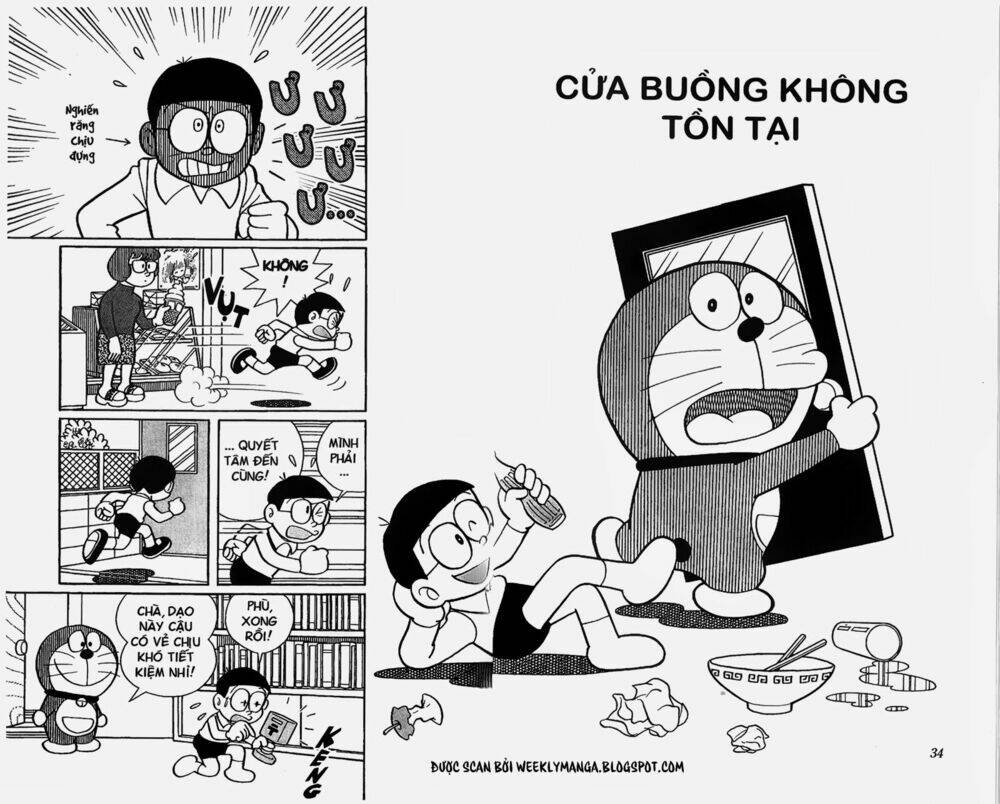 CỬA BUỒNG KHÔNG
TỒN TẠI
34
ĐƯỢC SCAN BỞI WEEKLYMANGA.BLOGSPOT.COM
Nghiến
răng
chịu
đựng
Ư
Ư
Ư
Ư
Ư...
KHÔNG
!
VỤT
MÌNH
PHẢI
...
... QUYẾT
TÂM ĐẾN
CÙNG!
PHÙ,
XONG
RỒI!
CHÀ, DẠO
NÀY CẬU
CÓ VẺ CHỊU
KHÓ TIẾT
KIỆM NHỈ!
KENG